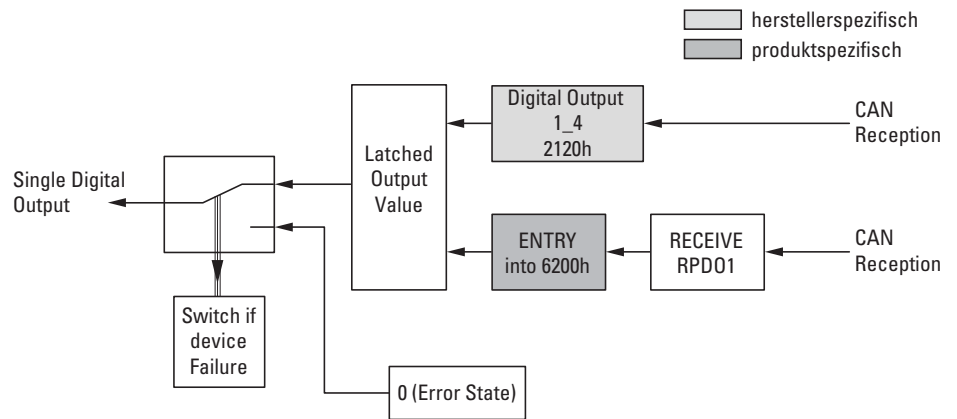 herstellerspezifisch
produktspezifisch
Digital Output
1_4
2120h
CAN
Reception
Latched
Output
Value
Single Digital
Output
ENTRY
into 6200h
RECEIVE
RPDO1
CAN
Reception
Switch if
device
Failure
0 (Error State)